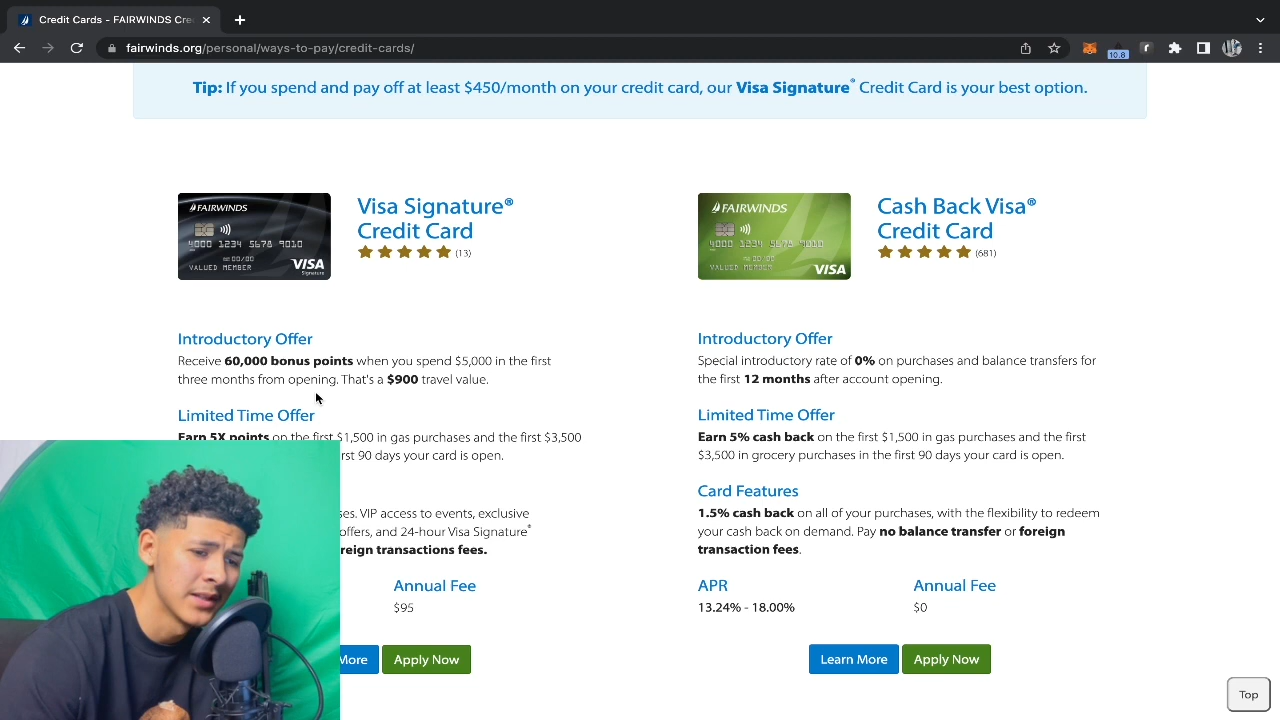 Credit Cards - FAIRWINDS Cre
fairwinds.org/personal/ways-to-pay/credit-cards/
10.8
Tip: If you spend and pay off at least $450/month on your credit card, our Visa Signature® Credit Card is your best option.
FAIRWINDS
4000 1234 5678 9010
00/00
VALUED MEMBER
VISA
Signature
Visa Signature®
Credit Card
(13)
Introductory Offer
Receive 60,000 bonus points when you spend $5,000 in the first
three months from opening. That's a $900 travel value.
Limited Time Offer
Earn 5X points on the first $1,500 in gas purchases and the first $3,500
rst 90 days your card is open.
ses. VIP access to events, exclusive
offers, and 24-hour Visa Signature®
reign transactions fees.
Annual Fee
$95
More
Apply Now
FAIRWINDS
4000 1234 5678 9010
VALUED MEMBER
VISA
Cash Back Visa®
Credit Card
(681)
Introductory Offer
Special introductory rate of 0% on purchases and balance transfers for
the first 12 months after account opening.
Limited Time Offer
Earn 5% cash back on the first $1,500 in gas purchases and the first
$3,500 in grocery purchases in the first 90 days your card is open.
Card Features
1.5% cash back on all of your purchases, with the flexibility to redeem
your cash back on demand. Pay no balance transfer or foreign
transaction fees.
APR
13.24% - 18.00%
Annual Fee
$0
Learn More
Apply Now
Top